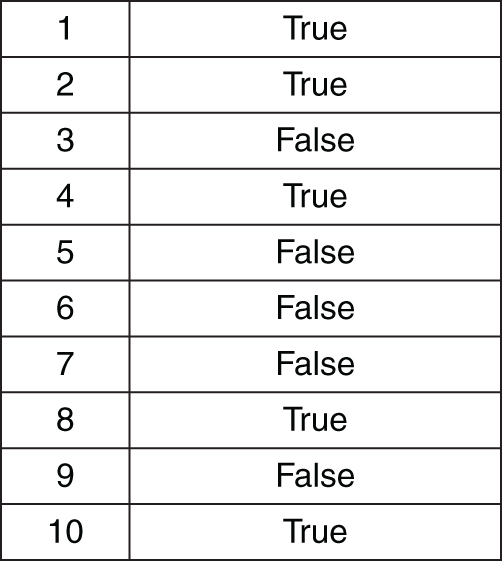 1 True
2 True
3 False
4 True
5 False
6 False
7 False
8 True
9 False
10 True